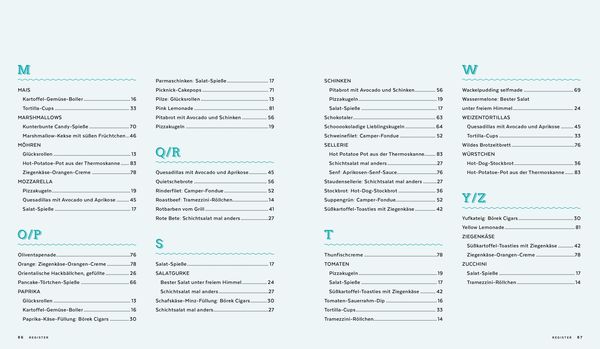 M
MAIS
Kartoffel-Gemüse-Boller 16
Tortilla-Cups 33
MARSHMALLOWS
Kunterbunte Candy-Spieße 70
Marshmallow-Kekse mit süßen Früchtchen 46
MÖHREN
Glücksrollen 13
Hot-Potatoe-Pot aus der Thermoskanne 83
Ziegenkäse-Orangen-Creme 78
MOZZARELLA
Pizzakugeln 19
Quesadillas mit Avocado und Aprikose 45
Salat-Spieße 17
O/P
Oliventapenade 76
Orange: Ziegenkäse-Orangen-Creme 78
Orientalische Hackbällchen, gefüllte 26
Pancake-Törtchen-Spieße 66
PAPRIKA
Glücksrollen 13
Kartoffel-Gemüse-Boller 16
Paprika-Käse-Füllung: Börek Cigars 30
86 REGISTER
Parmaschinken: Salat-Spieße 17
Picknick-Cakepops 71
Pilze: Glücksrollen 13
Pink Lemonade 81
Pitabrot mit Avocado und Schinken 56
Pizzakugeln 19
Q/R
Quesadillas mit Avocado und Aprikose 45
Quietschebrote 56
Rinderfilet: Camper-Fondue 52
Roastbeef: Tramezzini-Röllchen 14
Rotbarben vom Grill 41
Rote Bete: Schichtsalat mal anders 27
S
Salat-Spieße 17
SALATGURKE
Bester Salat unter freiem Himmel 24
Schichtsalat mal anders 27
Schafskäse-Minz-Füllung: Börek Cigars 30
Schichtsalat mal anders 27
SCHINKEN
Pitabrot mit Avocado und Schinken 56
Pizzakugeln 19
Salat-Spieße 17
Schokotaler 63
Schooookoladige Lieblingskugeln 64
Schweinefilet: Camper-Fondue 52
SELLERIE
Hot Potatoe Pot aus der Thermoskanne 83
Schichtsalat mal anders 27
Senf: Aprikosen-Senf-Sauce 76
Staudensellerie: Schichtsalat mal anders 27
Stockbrot: Hot-Dog-Stockbrot 36
Suppengrün: Camper-Fondue 52
Süßkartoffel-Toasties mit Ziegenkäse 42
T
Thunfischcreme 78
TOMATEN
Pizzakugeln 19
Schichtsalat mal anders 27
Süßkartoffel-Toasties mit Ziegenkäse 42
Tomaten-Sauerrahm-Dip 16
Tortilla-Cups 33
Tramezzini-Röllchen 14
W
Wackelpudding selfmade 69
Wassermelone: Bester Salat
unter freiem Himmel 24
WEIZENTORTILLAS
Quesadillas mit Avocado und Aprikose 45
Tortilla-Cups 33
Wildes Brotzeitbrett 76
WÜRSTCHEN
Hot-Dog-Stockbrot 36
Hot-Potatoe-Pot aus der Thermoskanne 83
Y/Z
Yufkateig: Börek Cigars 30
Yellow Lemonade 81
ZIEGENKÄSE
Süßkartoffel-Toasties mit Ziegenkäse 42
Ziegenkäse-Orangen-Creme 78
ZUCCHINI
Salat-Spieße 17
Tramezzini-Röllchen 14
REGISTER 87